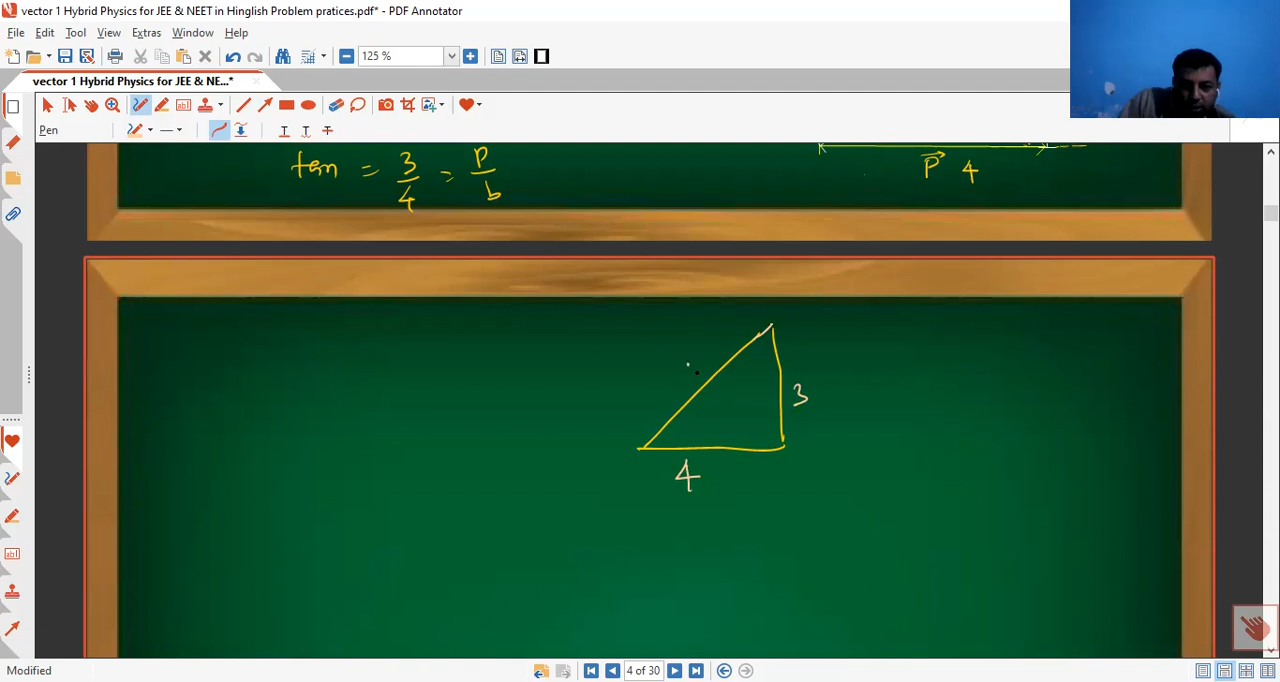 vector 1 Hybrid Physics for JEE & NEET in Hinglish Problem pratices.pdf* - PDF Annotator
File Edit Tool View Extras Window Help
125 %
vector 1 Hybrid Physics for JEE & NE...*
Pen
tan = 3/4 = P/b
P⃗ 4
3
4
Modified
4 of 30